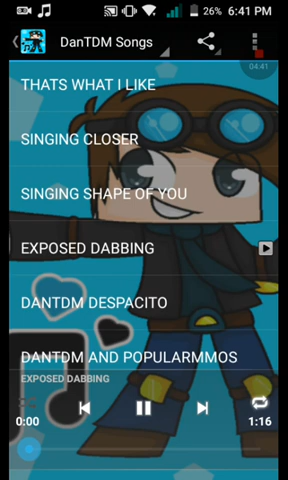 26% 6:41 PM
DanTDM Songs
04:41
THATS WHAT I LIKE
SINGING CLOSER
SINGING SHAPE OF YOU
EXPOSED DABBING
DANTDM DESPACITO
DANTDM AND POPULARMMOS
EXPOSED DABBING
0:00 1:16